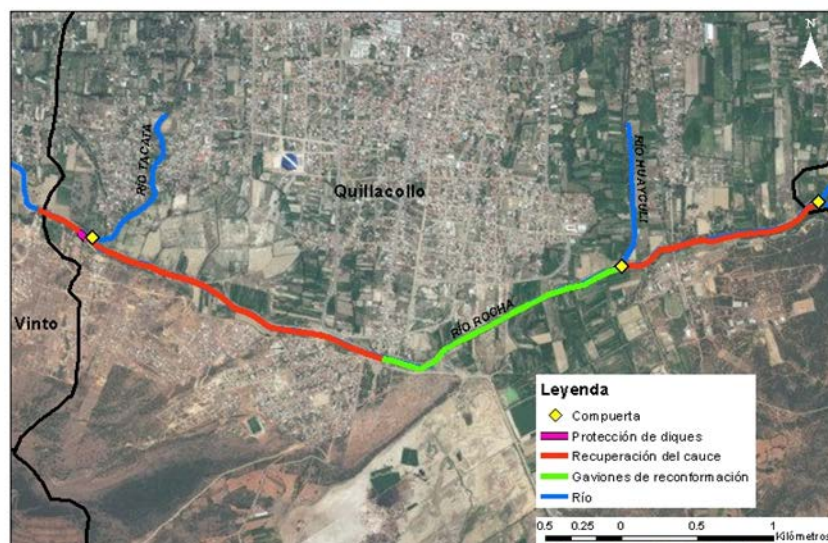 N
RÍO TACATA
RÍO HUAYCULI
Quillacollo
RÍO ROCHA
Vinto
Leyenda
Compuerta
Protección de diques
Recuperación del cauce
Gaviones de reconformación
Río
0.5 0.25 0 0.5 1
Kilómetros